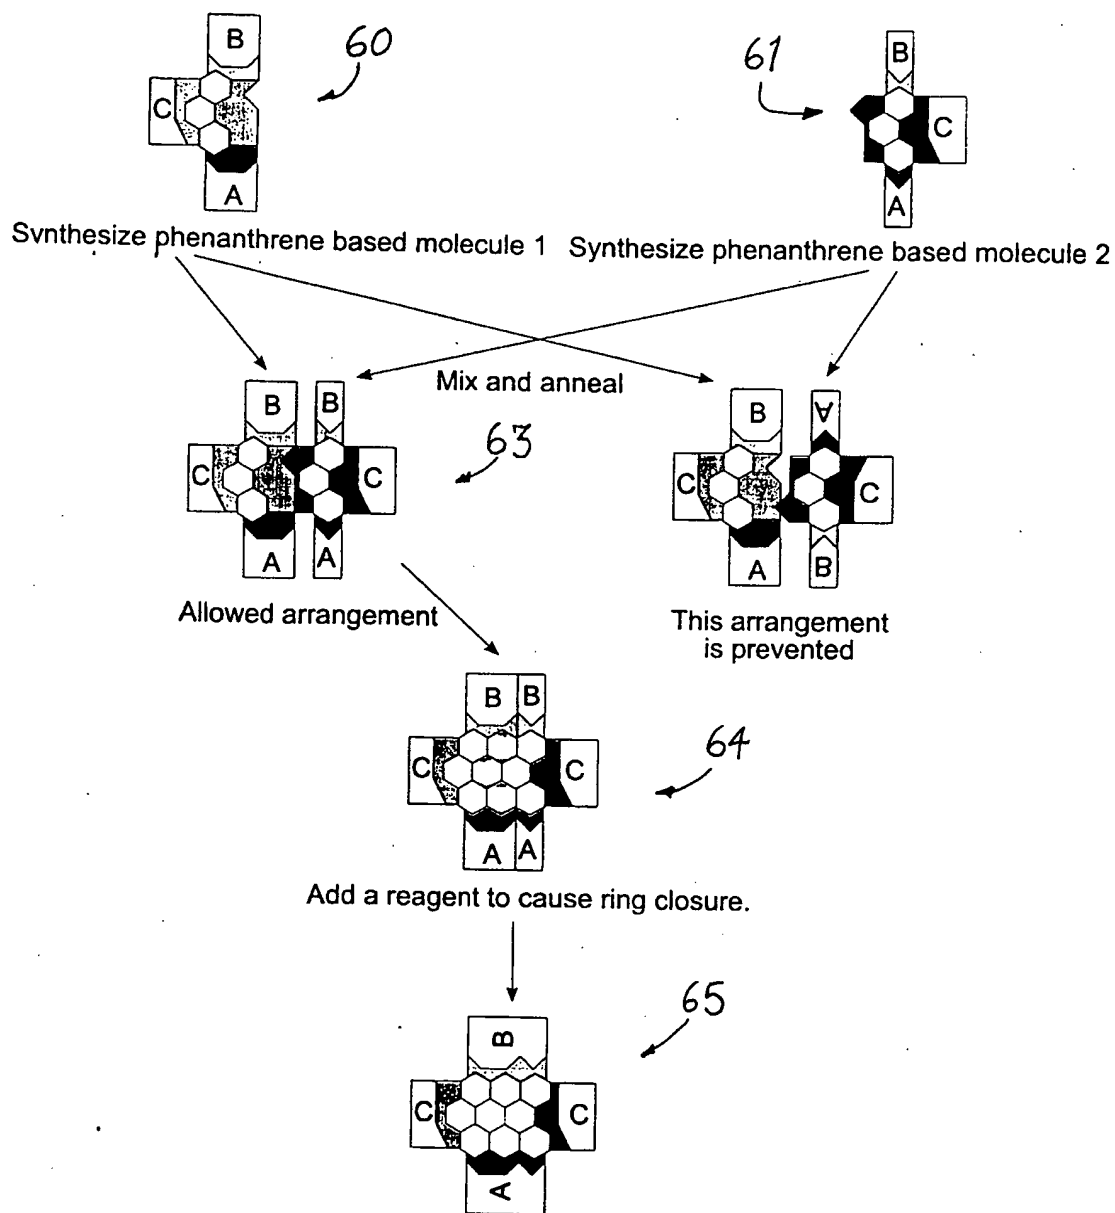 B
60
61
B
C
C
A
A
Svnthesize phenanthrene based molecule 1
Synthesize phenanthrene based molecule 2
Mix and anneal
B
B
63
B
A
C
C
C
C
A
A
A
B
Allowed arrangement
This arrangement
is prevented
B
B
64
C
C
A
A
Add a reagent to cause ring closure.
65
B
C
C
A